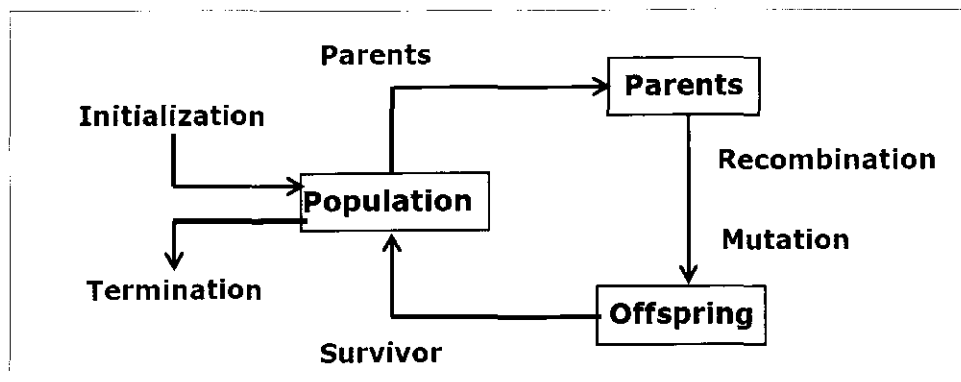 Parents
Parents
Initialization
Recombination
Population
Mutation
Termination
Offspring
Survivor